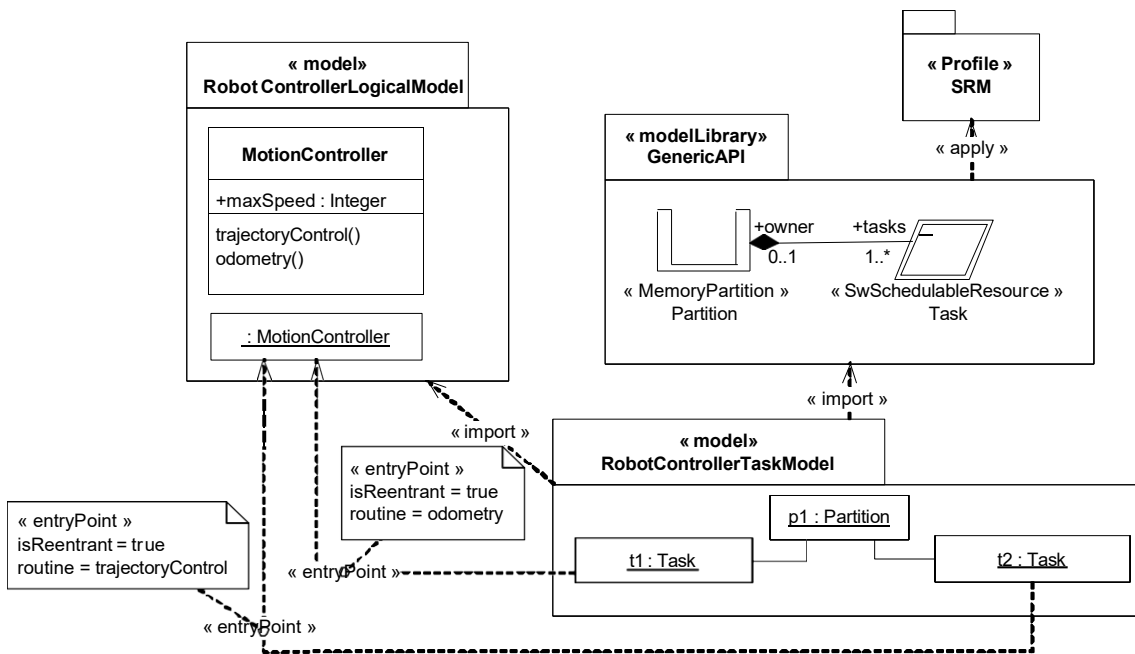 « model»
Robot ControllerLogicalModel
MotionController
+maxSpeed : Integer
trajectoryControl()
odometry()
: MotionController
« Profile »
SRM
« apply »
« modelLibrary»
GenericAPI
+owner
+tasks
0..1
1..*
« MemoryPartition »
Partition
« SwSchedulableResource »
Task
« import »
« import »
« model»
RobotControllerTaskModel
p1 : Partition
t1 : Task
t2 : Task
« entryPoint »
isReentrant = true
routine = odometry
« entryPoint »
isReentrant = true
routine = trajectoryControl
« entryPoint »
« entryPoint »